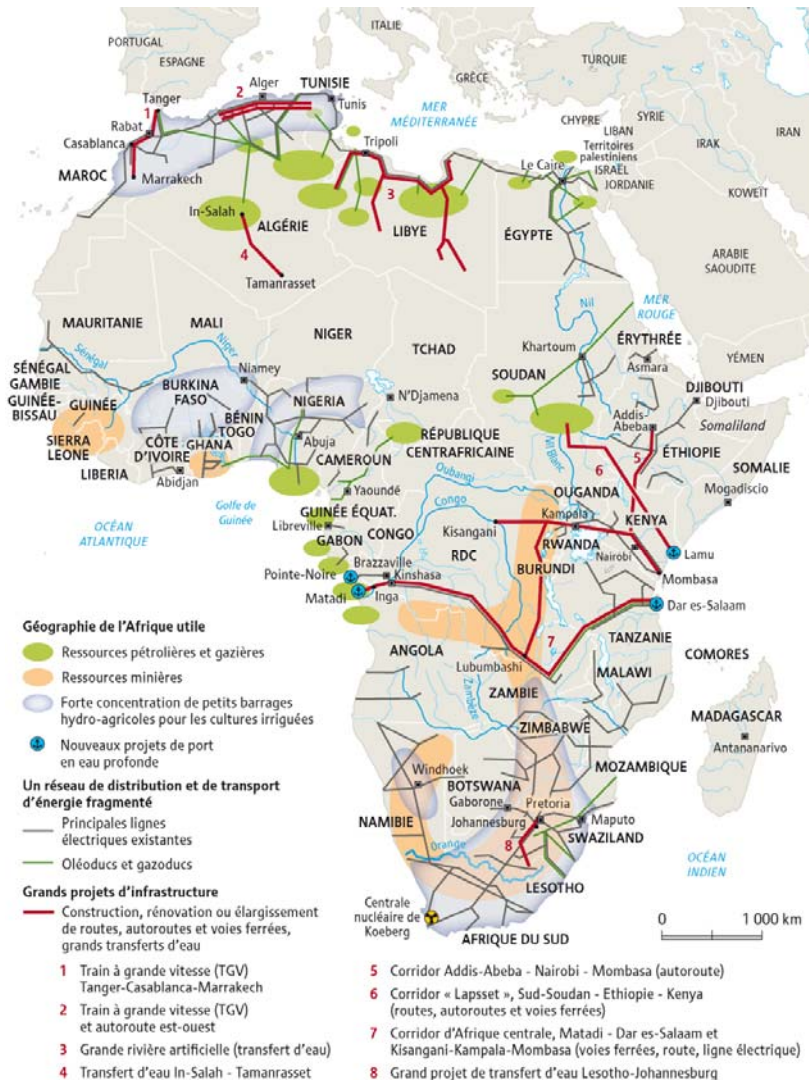 ITALIE
PORTUGAL
ESPAGNE
GRÈCE
TURQUIE
Alger
TUNISIE
Tanger
2
Tunis
1
Rabat
MER
MÉDITERRANÉE
CHYPRE
SYRIE
LIBAN
Territoires
palestiniens
IRAK
IRAN
Casablanca
Tripoli
Le Caire
ISRAEL
JORDANIE
MAROC
Marrakech
3
KOWEÏT
In-Salah
ALGÉRIE
LIBYE
ÉGYPTE
ARABIE
SAOUDITE
4
Tamanrasset
MAURITANIE
MALI
NIGER
TCHAD
Nil
MER
ROUGE
Sénégal
Niger
Khartoum
ÉRYTHRÉE
Asmara
YÉMEN
SÉNÉGAL
GAMBIE
GUINÉE-
BISSAU
GUINÉE
BURKINA
FASO
Niamey
N'Djamena
SOUDAN
DJIBOUTI
Djibouti
BÉNIN
TOGO
NIGERIA
Addis-
Abeba
Somaliland
SIERRA
LEONE
CÔTE
D'IVOIRE
GHANA
Abuja
RÉPUBLIQUE
CENTRAFRICAINE
Nil Blanc
5
ÉTHIOPIE
LIBERIA
Abidjan
CAMEROUN
6
SOMALIE
Yaoundé
Oubangi
OUGANDA
Mogadiscio
Golfe de
Guinée
GUINÉE ÉQUAT.
Congo
Kampala
KENYA
OCÉAN
ATLANTIQUE
Libreville
GABON
CONGO
Kisangani
RWANDA
Nairobi
Lamu
RDC
Brazzaville
BURUNDI
Mombasa
Pointe-Noire
Kinshasa
Matadi
Inga
Dar es-Salaam
7
TANZANIE
ANGOLA
Lubumbashi
MALAWI
COMORES
ZAMBIE
Zambèze
ZIMBABWE
MADAGASCAR
Antananarivo
MOZAMBIQUE
Windhoek
BOTSWANA
Gaborone
Pretoria
Johannesburg
Maputo
NAMIBIE
8
SWAZILAND
Orange
LESOTHO
OCÉAN
INDIEN
Centrale
nucléaire de
Koeberg
AFRIQUE DU SUD
0
1 000 km
Géographie de l'Afrique utile
Ressources pétrolières et gazières
Ressources minières
Forte concentration de petits barrages
hydro-agricoles pour les cultures irriguées
Nouveaux projets de port
en eau profonde
Un réseau de distribution et de transport
d'énergie fragmenté
Principales lignes
électriques existantes
Oléoducs et gazoducs
Grands projets d'infrastructure
Construction, rénovation ou élargissement
de routes, autoroutes et voies ferrées,
grands transferts d'eau
1 Train à grande vitesse (TGV)
Tanger-Casablanca-Marrakech
2 Train à grande vitesse (TGV)
et autoroute est-ouest
3 Grande rivière artificielle (transfert d'eau)
4 Transfert d'eau In-Salah - Tamanrasset
5 Corridor Addis-Abeba - Nairobi - Mombasa (autoroute)
6 Corridor « Lapsset », Sud-Soudan - Ethiopie - Kenya
(routes, autoroutes et voies ferrées)
7 Corridor d'Afrique centrale, Matadi - Dar es-Salaam et
Kisangani-Kampala-Mombasa (voies ferrées, route, ligne électrique)
8 Grand projet de transfert d'eau Lesotho-Johannesburg